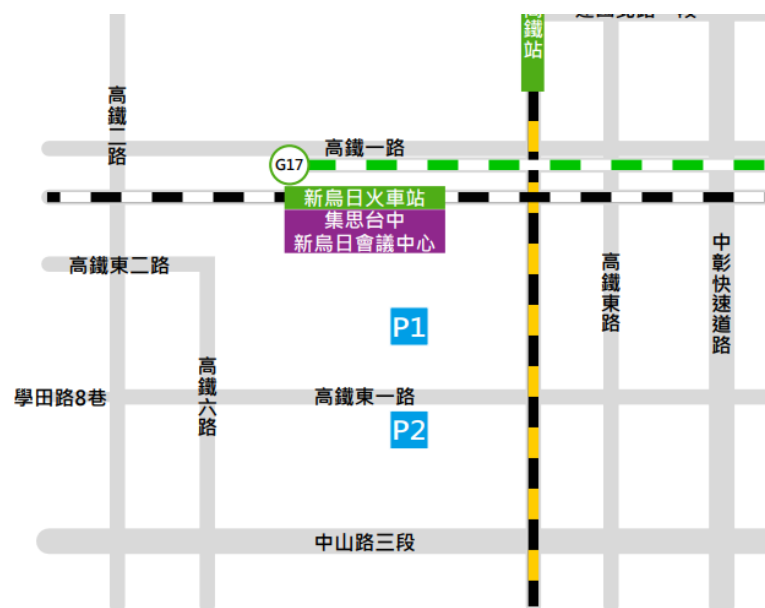 高鐵站
高鐵二路
高鐵一路
G17
新烏日火車站
集思台中
新烏日會議中心
高鐵東二路
高鐵東路
中彰快速道路
P1
高鐵六路
學田路8巷
高鐵東一路
P2
中山路三段